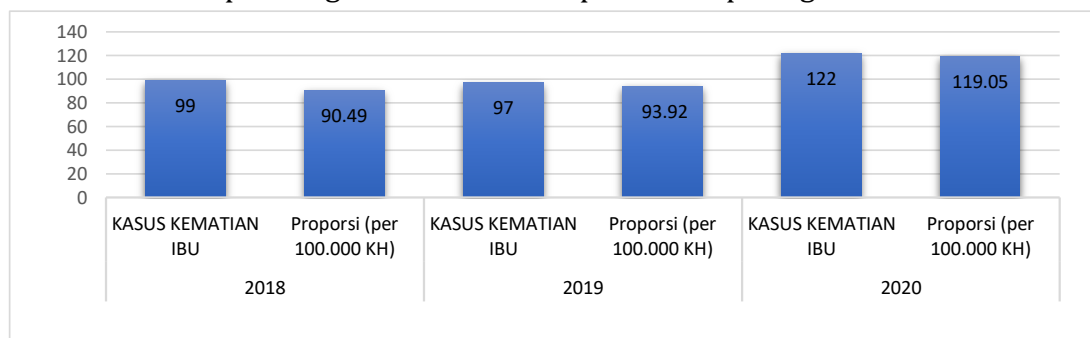 140
120
100
80
60
40
20
0
99
90.49
97
93.92
122
119.05
KASUS KEMATIAN IBU
Proporsi (per 100.000 KH)
KASUS KEMATIAN IBU
Proporsi (per 100.000 KH)
KASUS KEMATIAN IBU
Proporsi (per 100.000 KH)
2018
2019
2020